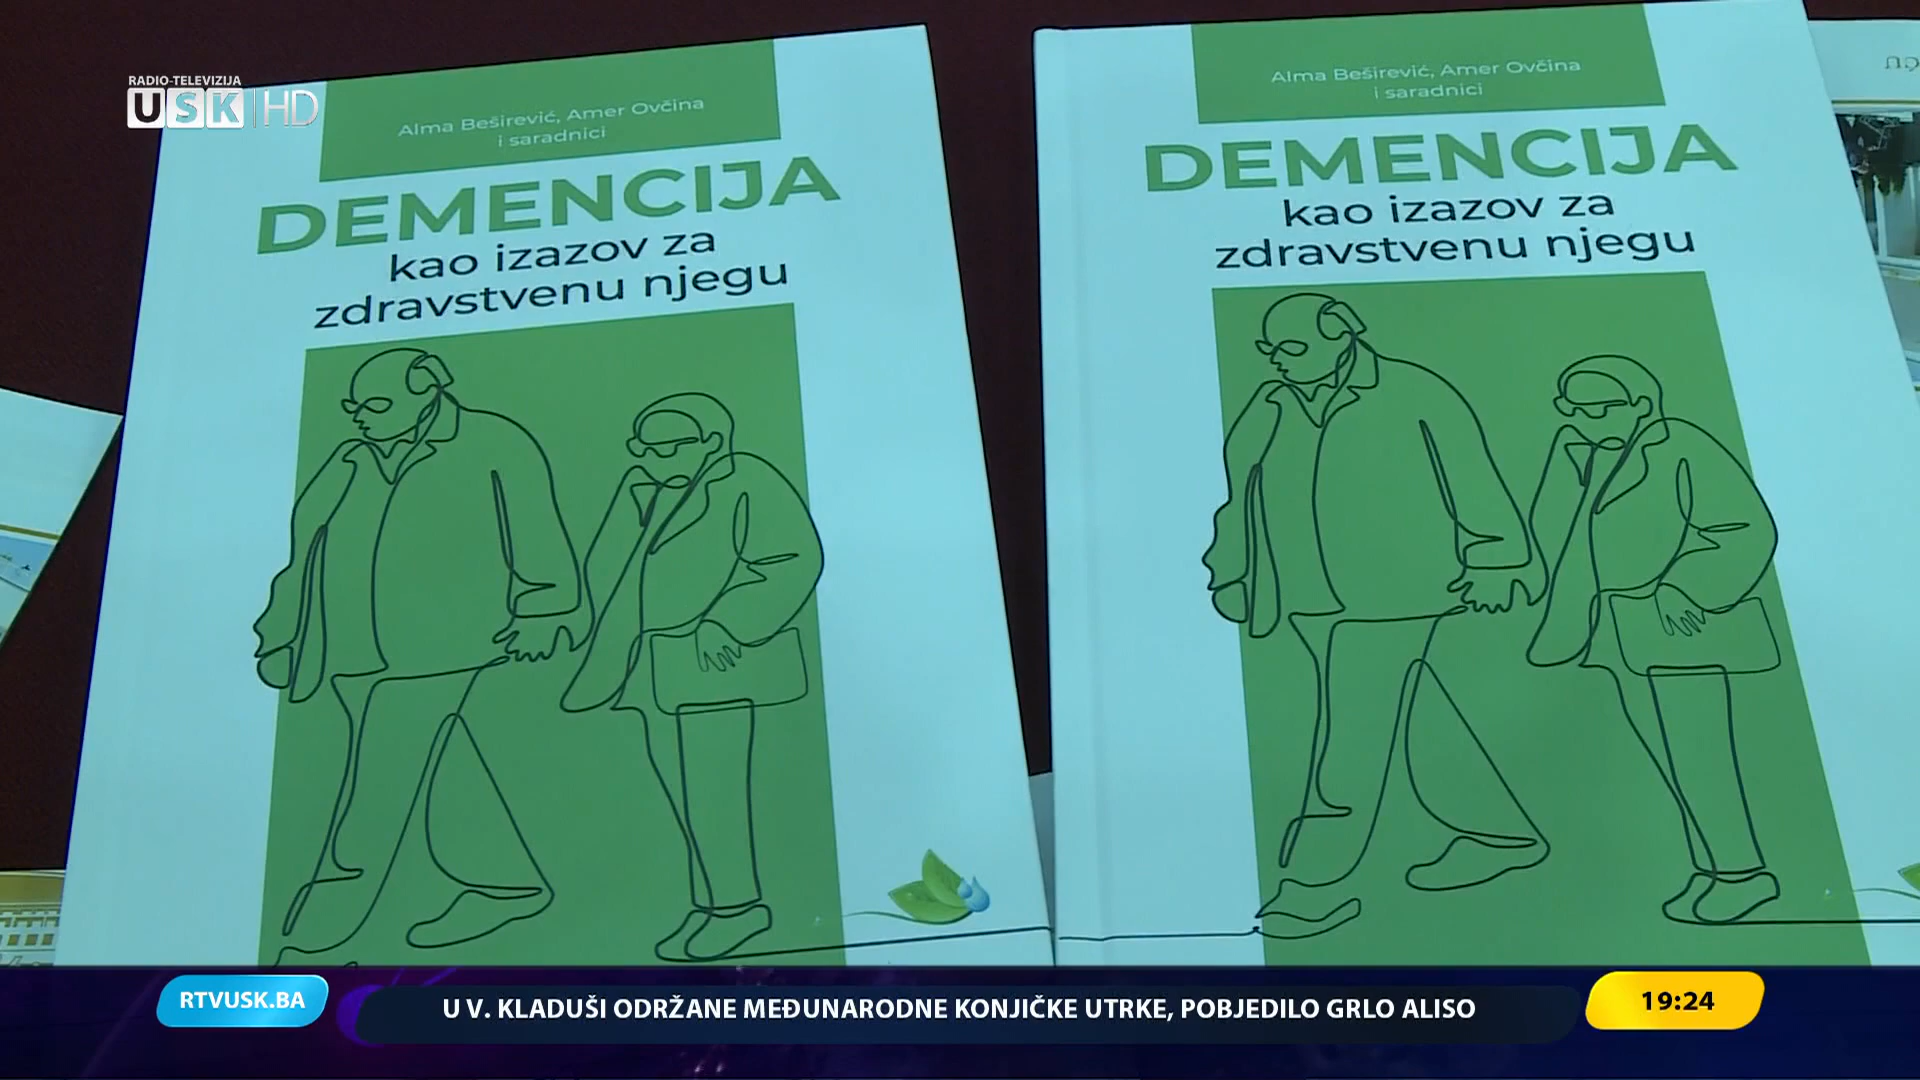 RADIO-TELEVIZIJA
USK HD
Alma Beširević, Amer Ovčina
i saradnici
DEMENCIJA
kao izazov za
zdravstvenu njegu
Alma Beširević, Amer Ovčina
i saradnici
DEMENCIJA
kao izazov za
zdravstvenu njegu
RTVUSK.BA
U V. KLADUŠI ODRŽANE MEĐUNARODNE KONJIČKE UTRKE, POBJEDILO GRLO ALISO
19:24